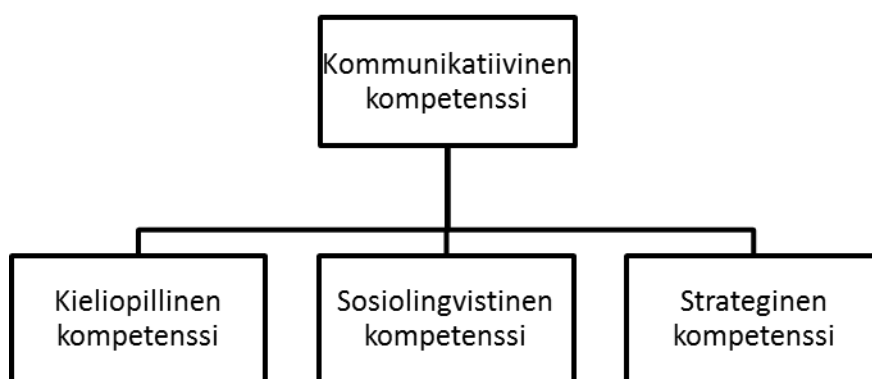 Kommunikatiivinen
kompetenssi
Kieliopillinen
kompetenssi
Sosiolingvistinen
kompetenssi
Strateginen
kompetenssi